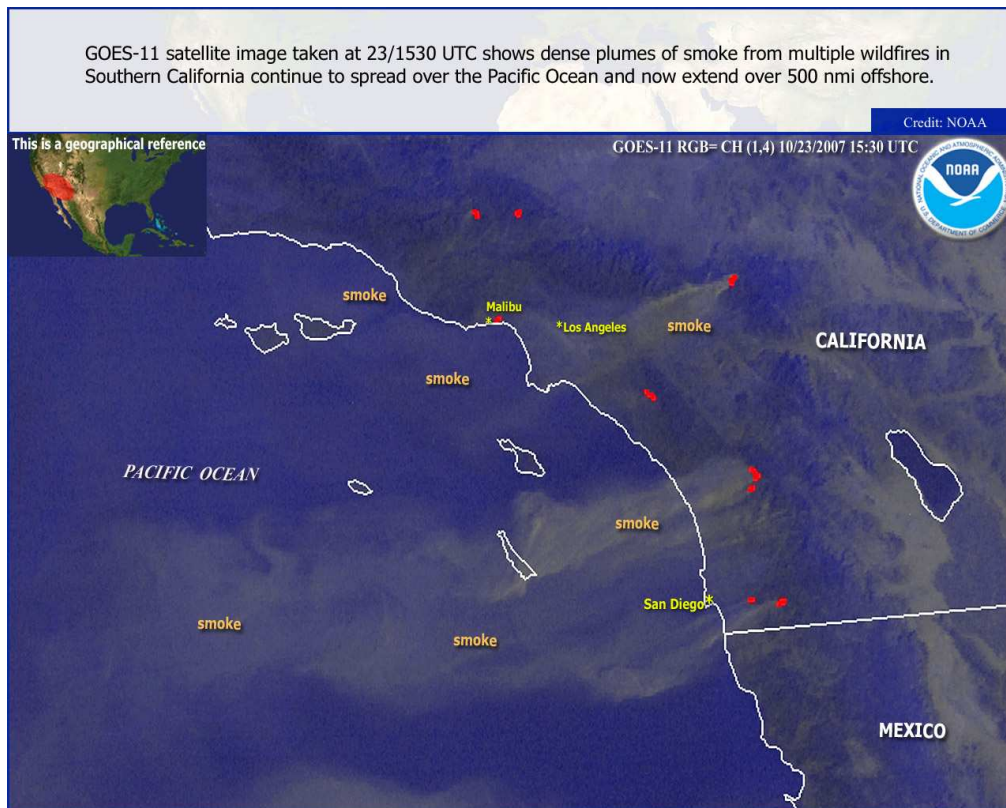 GOES-11 satellite image taken at 23/1530 UTC shows dense plumes of smoke from multiple wildfires in
Southern California continue to spread over the Pacific Ocean and now extend over 500 nmi offshore.
Credit: NOAA
This is a geographical reference
GOES-11 RGB= CH (1,4) 10/23/2007 15:30 UTC
NOAA
smoke
Malibu
*
*Los Angeles
smoke
CALIFORNIA
smoke
PACIFIC OCEAN
smoke
San Diego*
smoke
smoke
MEXICO